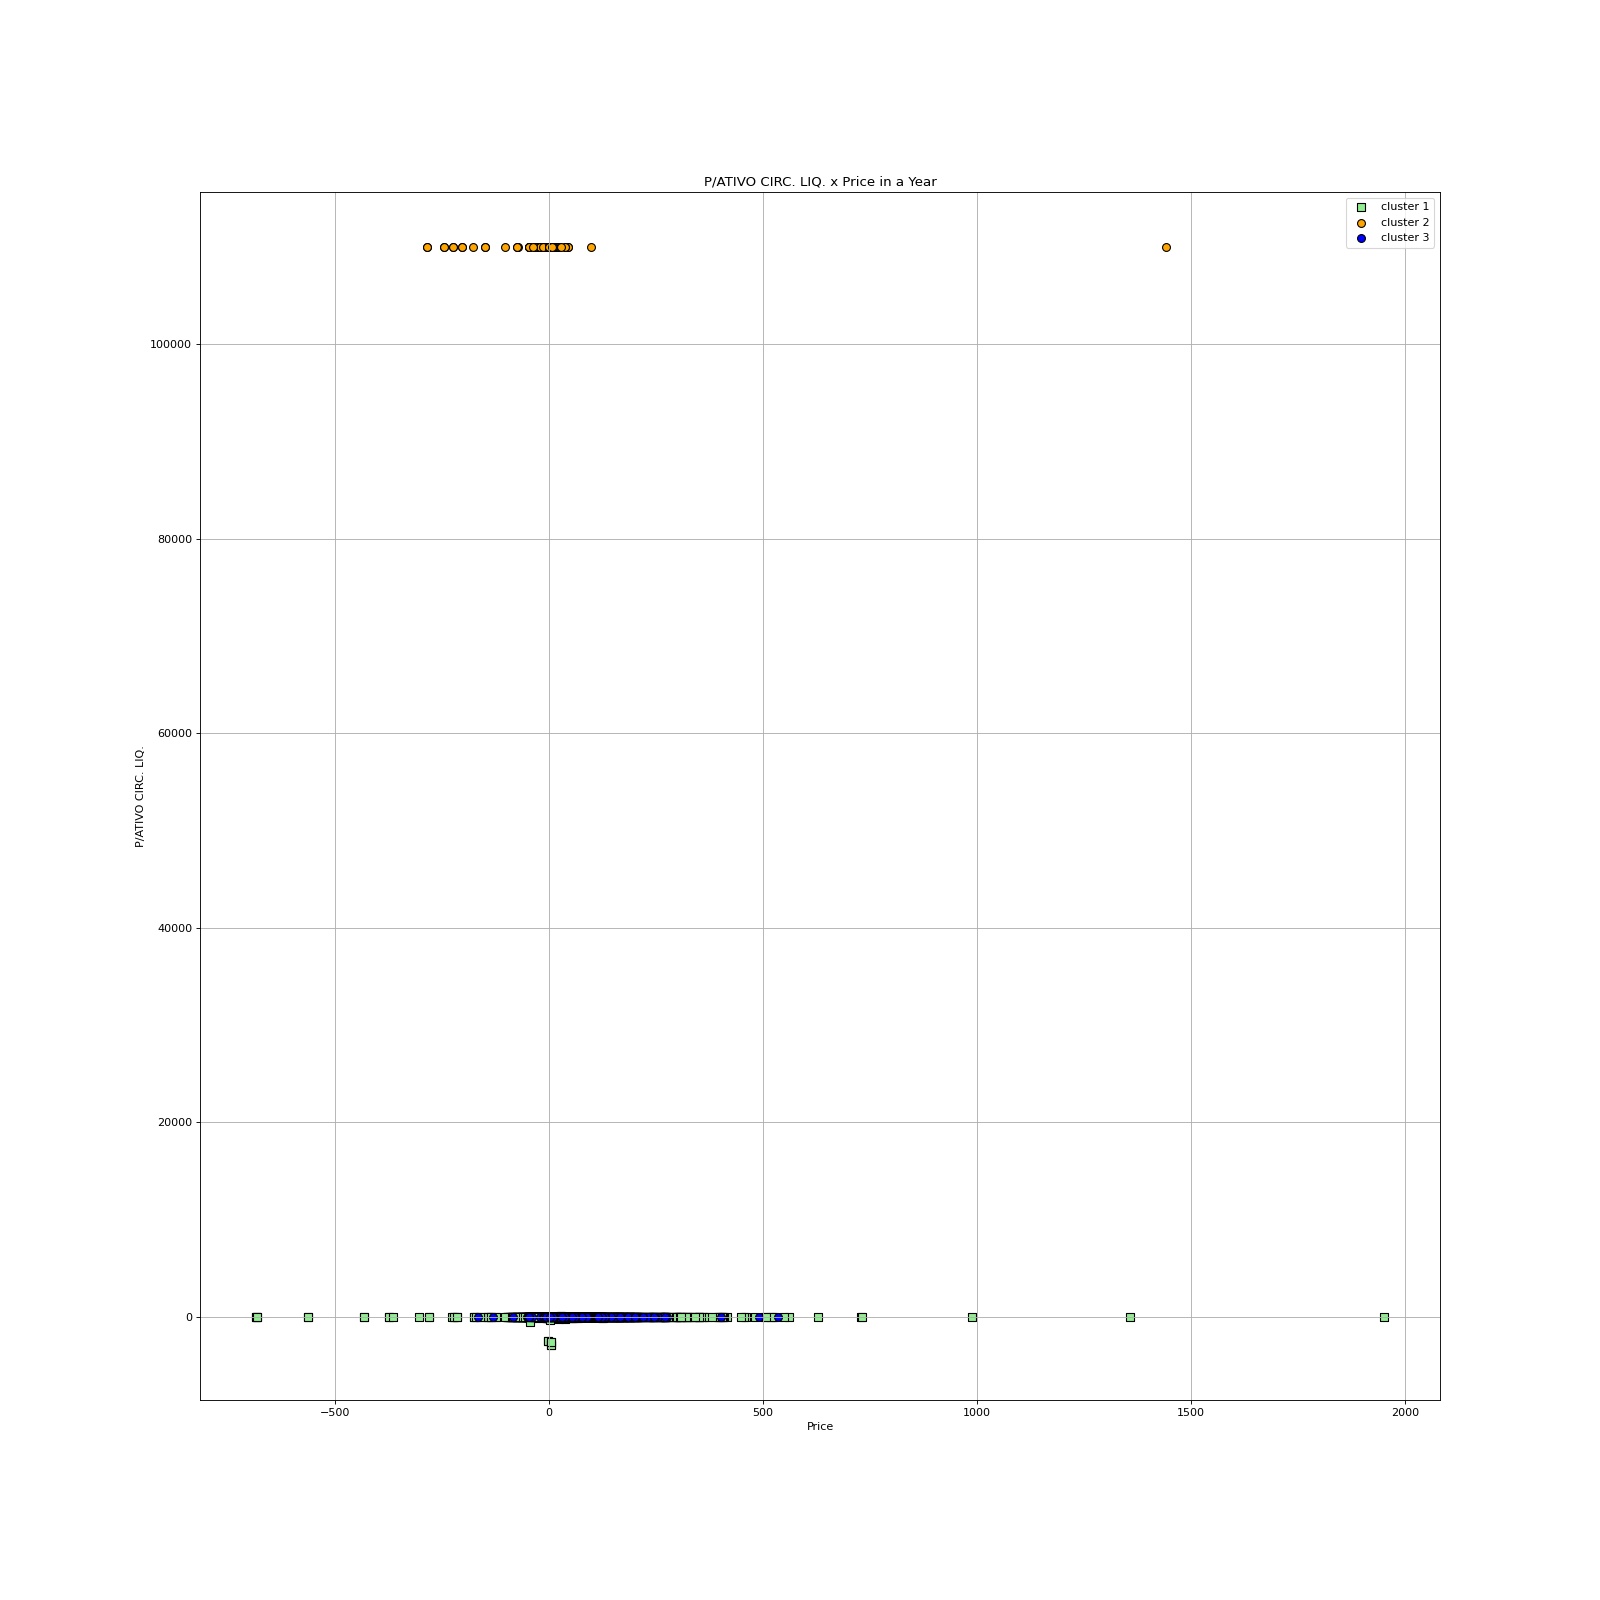 P/ATIVO CIRC. LIQ. x Price in a Year
cluster 1
cluster 2
cluster 3
100000
80000
60000
40000
20000
0
P/ATIVO CIRC. LIQ.
−500
0
500
1000
1500
2000
Price